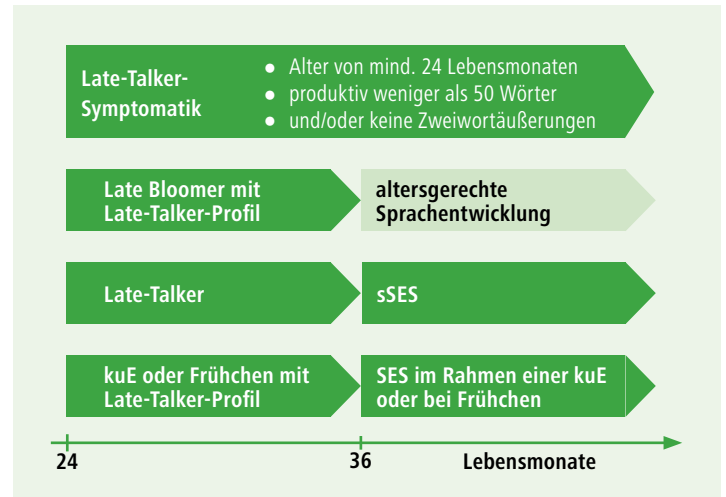 Late-Talker-
Symptomatik
● Alter von mind. 24 Lebensmonaten
● produktiv weniger als 50 Wörter
● und/oder keine Zweiwortäußerungen
Late Bloomer mit
Late-Talker-Profil
altersgerechte
Sprachentwicklung
Late-Talker
sSES
kuE oder Frühchen mit
Late-Talker-Profil
SES im Rahmen einer kuE
oder bei Frühchen
24
36
Lebensmonate